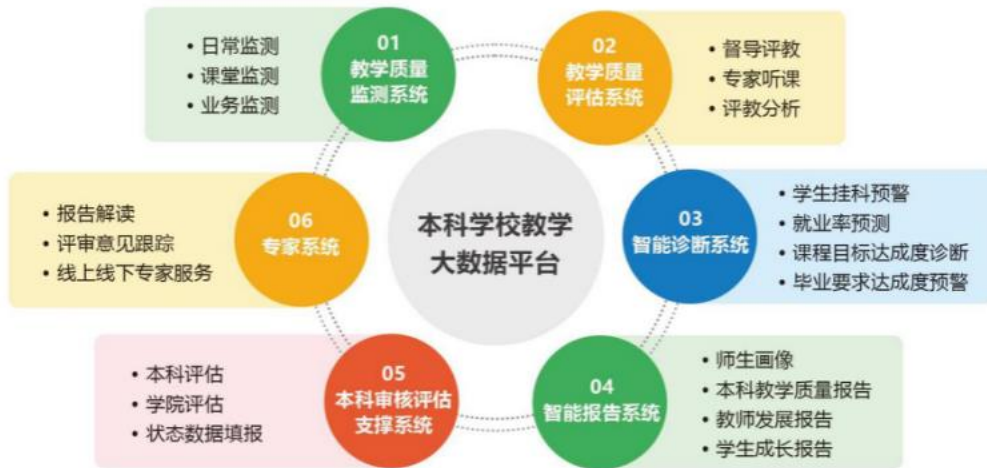 本科学校教学
大数据平台
01
教学质量
监测系统
• 日常监测
• 课堂监测
• 业务监测
02
教学质量
评估系统
• 督导评教
• 专家听课
• 评教分析
03
智能诊断系统
• 学生挂科预警
• 就业率预测
• 课程目标达成度诊断
• 毕业要求达成度预警
04
智能报告系统
• 师生画像
• 本科教学质量报告
• 教师发展报告
• 学生成长报告
05
本科审核评估
支撑系统
• 本科评估
• 学院评估
• 状态数据填报
06
专家系统
• 报告解读
• 评审意见跟踪
• 线上线下专家服务